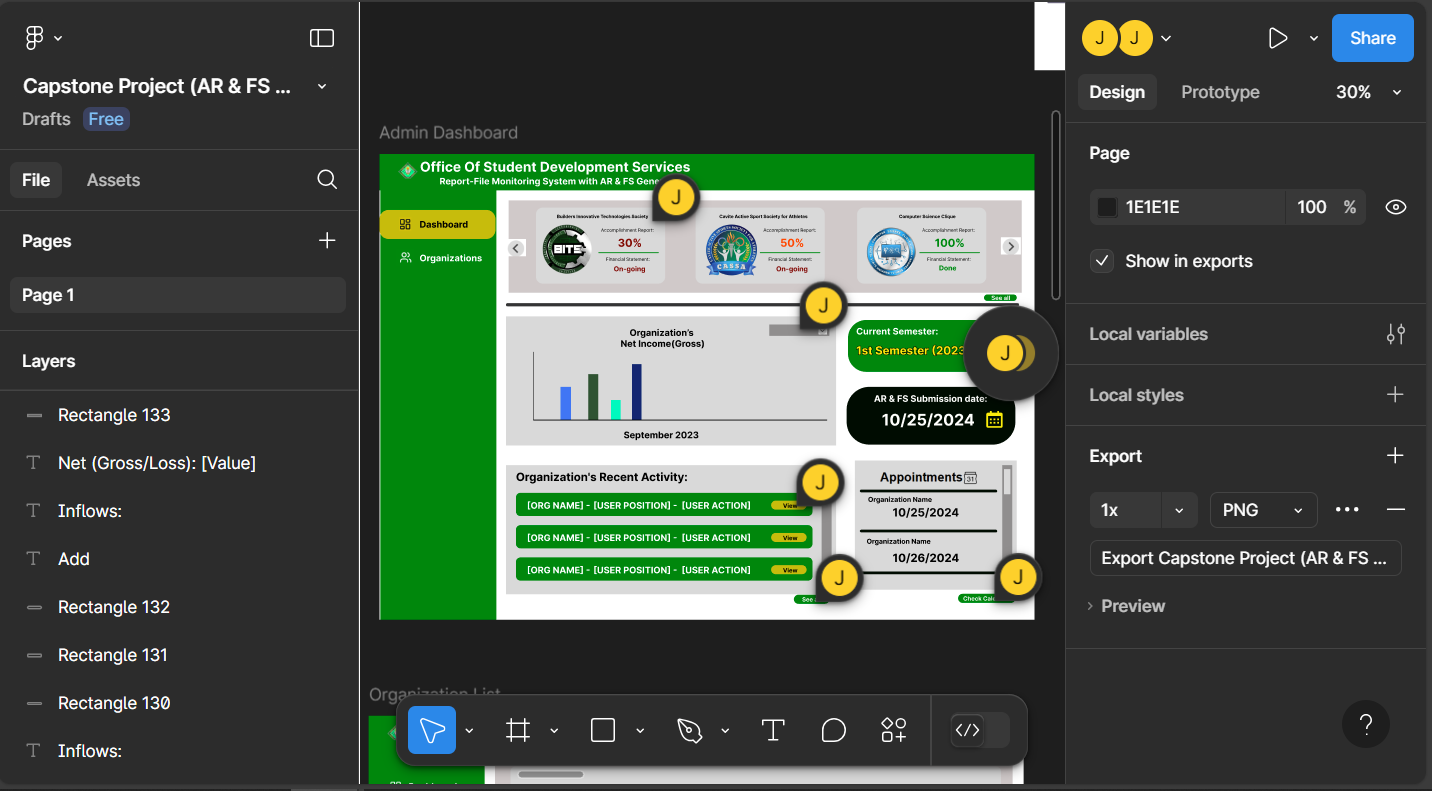 Capstone Project (AR & FS ...
Drafts
Free
File
Assets
Pages
Page 1
Layers
Rectangle 133
Net (Gross/Loss): [Value]
Inflows:
Add
Rectangle 132
Rectangle 131
Rectangle 130
Inflows:
Admin Dashboard
Office Of Student Development Services
Report-File Monitoring System with AR & FS Gene
J
Dashboard
Organizations
Builders Innovative Technologies Society
Accomplishment Report:
30%
Financial Statement:
On-going
BITS
Cavite Active Sport Society for Athletes
Accomplishment Report:
50%
Financial Statement:
On-going
CASSA
Computer Science Clique
Accomplishment Report:
100%
Financial Statement:
Done
See all
J
Organization's
Net Income(Gross)
September 2023
Current Semester:
1st Semester (2023
J
AR & FS Submission date:
10/25/2024
Organization's Recent Activity:
J
[ORG NAME] - [USER POSITION] - [USER ACTION]
View
[ORG NAME] - [USER POSITION] - [USER ACTION]
View
[ORG NAME] - [USER POSITION] - [USER ACTION]
View
J
See a
Appointments
31
Organization Name
10/25/2024
Organization Name
10/26/2024
J
Check Cal
Organization List
J
J
Share
Design
Prototype
30%
Page
1E1E1E
100
%
Show in exports
Local variables
Local styles
Export
1x
PNG
Export Capstone Project (AR & FS ...
Preview
?